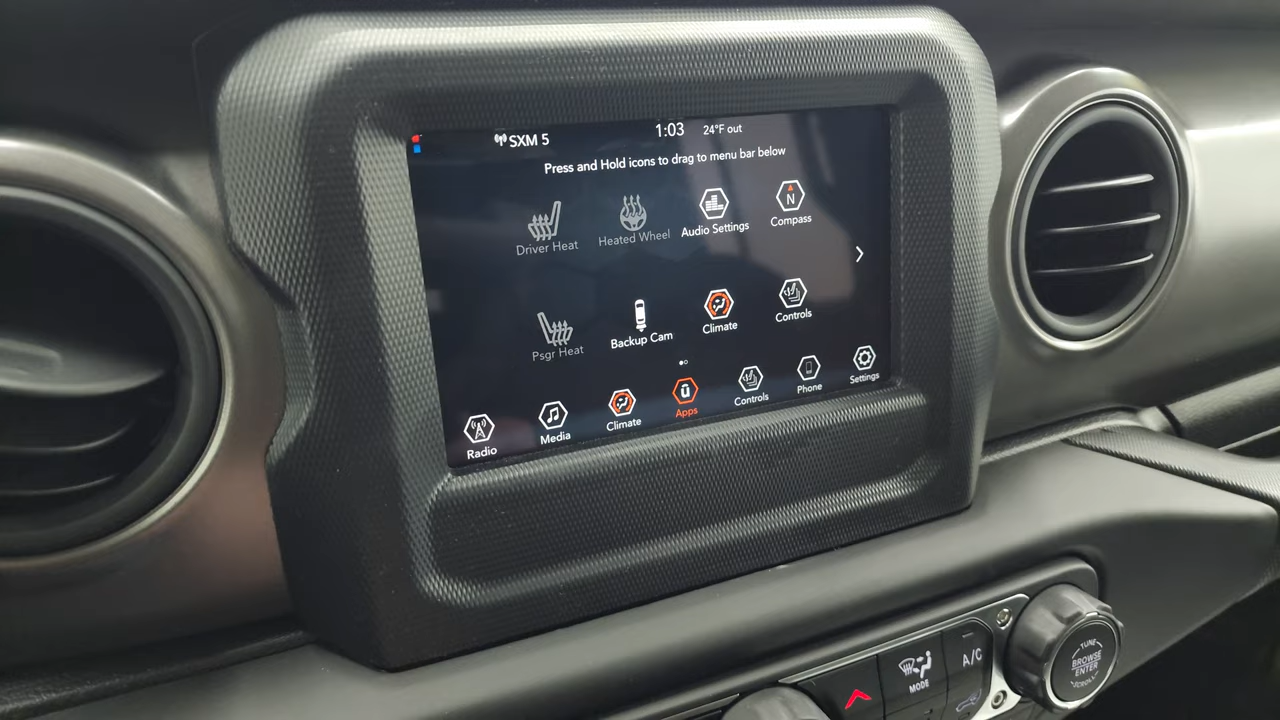 SXM 5
1:03
24°F out
Press and Hold icons to drag to menu bar below
Driver Heat
Heated Wheel
Audio Settings
N
Compass
Psgr Heat
Backup Cam
Climate
Controls
Radio
Media
Climate
ū
Apps
Controls
Phone
Settings
MODE
A/C
TUNE
BROWSE
ENTER
SCROLL